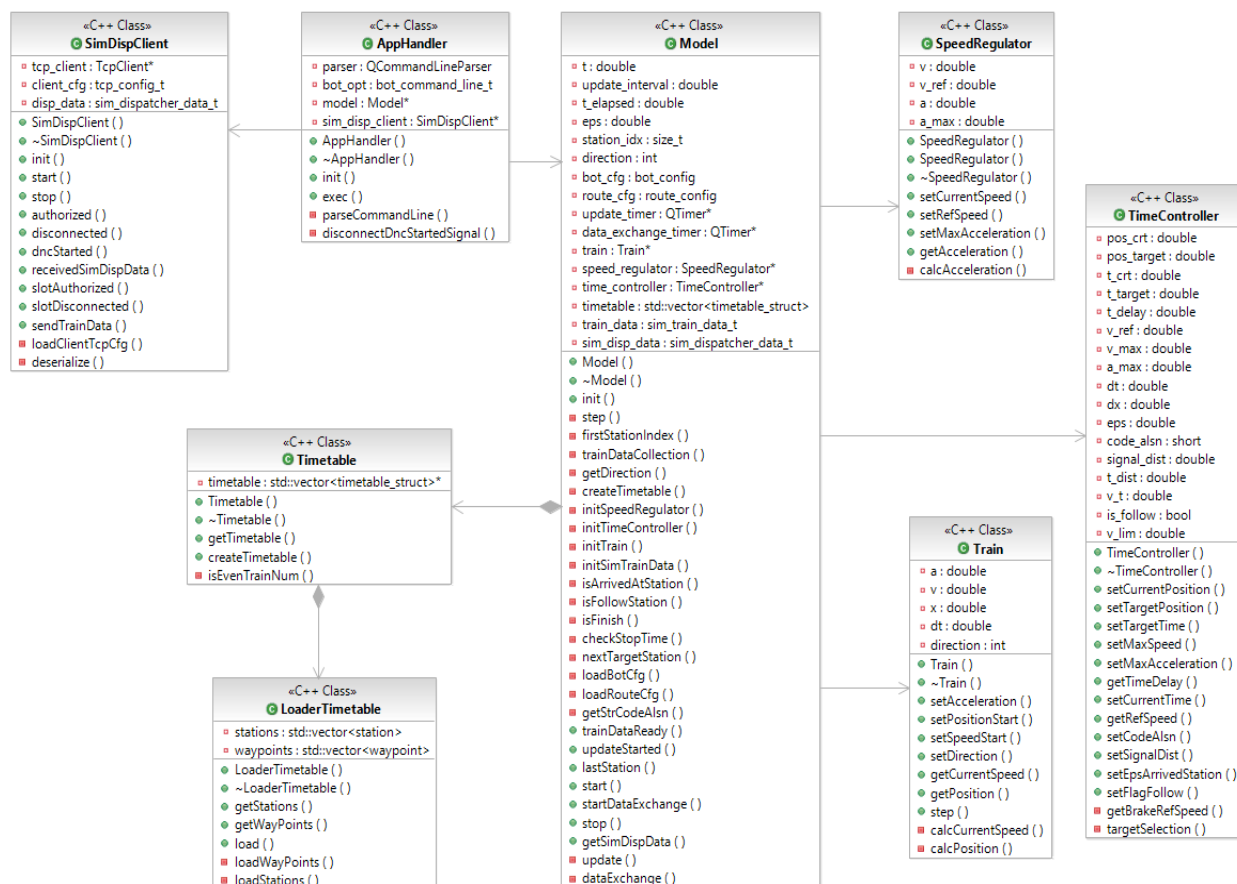 «C++ Class»
SimDispClient
tcp_client : TcpClient*
client_cfg : tcp_config_t
disp_data : sim_dispatcher_data_t
SimDispClient ( )
~SimDispClient ( )
init ( )
start ( )
stop ( )
authorized ( )
disconnected ( )
dncStarted ( )
receivedSimDispData ( )
slotAuthorized ( )
slotDisconnected ( )
sendTrainData ( )
loadClientTcpCfg ( )
deserialize ( )
«C++ Class»
AppHandler
parser : QCommandLineParser
bot_opt : bot_command_line_t
model : Model*
sim_disp_client : SimDispClient*
AppHandler ( )
~AppHandler ( )
init ( )
exec ( )
parseCommandLine ( )
disconnectDncStartedSignal ( )
«C++ Class»
Model
t : double
update_interval : double
t_elapsed : double
eps : double
station_idx : size_t
direction : int
bot_cfg : bot_config
route_cfg : route_config
update_timer : QTimer*
data_exchange_timer : QTimer*
train : Train*
speed_regulator : SpeedRegulator*
time_controller : TimeController*
timetable : std::vector<timetable_struct>
train_data : sim_train_data_t
sim_disp_data : sim_dispatcher_data_t
Model ( )
~Model ( )
init ( )
step ( )
firstStationIndex ( )
trainDataCollection ( )
getDirection ( )
createTimetable ( )
initSpeedRegulator ( )
initTimeController ( )
initTrain ( )
initSimTrainData ( )
isArrivedAtStation ( )
isFollowStation ( )
isFinish ( )
checkStopTime ( )
nextTargetStation ( )
loadBotCfg ( )
loadRouteCfg ( )
getStrCodeAlsn ( )
trainDataReady ( )
updateStarted ( )
lastStation ( )
start ( )
startDataExchange ( )
stop ( )
getSimDispData ( )
update ( )
dataExchange ( )
«C++ Class»
SpeedRegulator
v : double
v_ref : double
a : double
a_max : double
SpeedRegulator ( )
SpeedRegulator ( )
~SpeedRegulator ( )
setCurrentSpeed ( )
setRefSpeed ( )
setMaxAcceleration ( )
getAcceleration ( )
calcAcceleration ( )
«C++ Class»
TimeController
pos_crt : double
pos_target : double
t_crt : double
t_target : double
t_delay : double
v_ref : double
v_max : double
a_max : double
dt : double
dx : double
eps : double
code_alsn : short
signal_dist : double
t_dist : double
v_t : double
is_follow : bool
v_lim : double
TimeController ( )
~TimeController ( )
setCurrentPosition ( )
setTargetPosition ( )
setTargetTime ( )
setMaxSpeed ( )
setMaxAcceleration ( )
getTimeDelay ( )
setCurrentTime ( )
getRefSpeed ( )
setCodeAlsn ( )
setSignalDist ( )
setEpsArrivedStation ( )
setFlagFollow ( )
getBrakeRefSpeed ( )
targetSelection ( )
«C++ Class»
Timetable
timetable : std::vector<timetable_struct>*
Timetable ( )
~Timetable ( )
getTimetable ( )
createTimetable ( )
isEvenTrainNum ( )
«C++ Class»
Train
a : double
v : double
x : double
dt : double
direction : int
Train ( )
~Train ( )
setAcceleration ( )
setPositionStart ( )
setSpeedStart ( )
setDirection ( )
getCurrentSpeed ( )
getPosition ( )
step ( )
calcCurrentSpeed ( )
calcPosition ( )
«C++ Class»
LoaderTimetable
stations : std::vector<station>
waypoints : std::vector<waypoint>
LoaderTimetable ( )
~LoaderTimetable ( )
getStations ( )
getWayPoints ( )
load ( )
loadWayPoints ( )
loadStations ( )